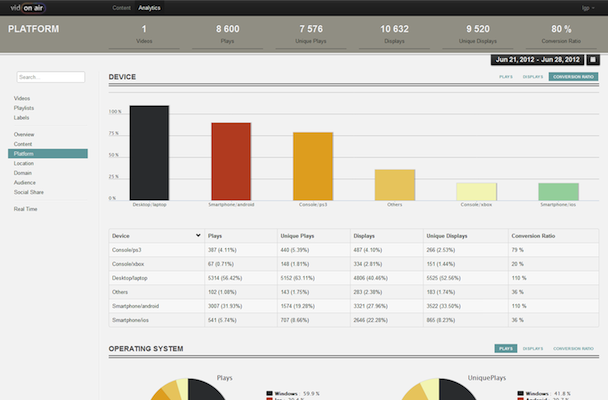 vid on air Content Analytics
PLATFORM
1 8 600 7 576 10 632 9 520 80 %
Videos Plays Unique Plays Displays Unique Displays Conversion Ratio
Jun 21, 2012 - Jun 28, 2012
Search...
Videos
Playlists
Labels
Overview
Content
Platform
Location
Domain
Audience
Social Share
Real Time
DEVICE PLAYS DISPLAYS CONVERSION RATIO
100 %
75 %
50 %
25 %
0 %
Desktop/laptop Smartphone/android Console/ps3 Others Console/xbox Smartphone/ios
Device Plays Unique Plays Displays Unique Displays Conversion Ratio
Console/ps3 387 (4.11%) 440 (5.39%) 487 (4.10%) 266 (2.53%) 79 %
Console/xbox 67 (0.71%) 148 (1.81%) 334 (2.81%) 151 (1.44%) 20 %
Desktop/laptop 5314 (56.42%) 5152 (63.11%) 4806 (40.46%) 5525 (52.56%) 110 %
Others 102 (1.08%) 143 (1.75%) 283 (2.38%) 183 (1.74%) 36 %
Smartphone/android 3007 (31.93%) 1574 (19.28%) 3321 (27.96%) 3522 (33.50%) 110 %
Smartphone/ios 541 (5.74%) 707 (8.66%) 2646 (22.28%) 865 (8.23%) 36 %
OPERATING SYSTEM PLAYS DISPLAYS CONVERSION RATIO
Plays UniquePlays
Windows : 59.9 % Windows : 41.8 %